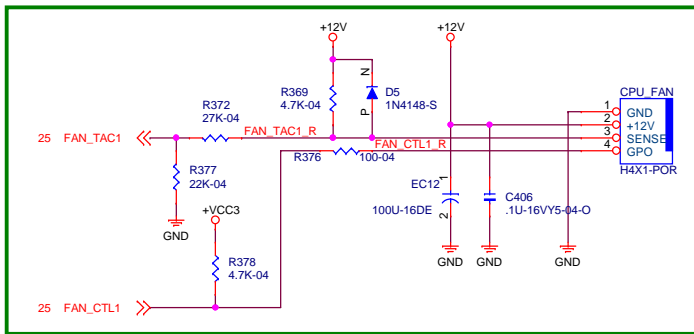 +12V
+12V
R369
4.7K-04
N
P
D5
1N4148-S
CPU_FAN
1 GND
2 +12V
3 SENSE
4 GPO
H4X1-POR
R372
27K-04
FAN_TAC1_R
25 FAN_TAC1
FAN_CTL1_R
R376
100-04
R377
22K-04
GND
EC12
1
2
100U-16DE
C406
.1U-16VY5-04-O
GND
GND
GND
+VCC3
R378
4.7K-04
25 FAN_CTL1